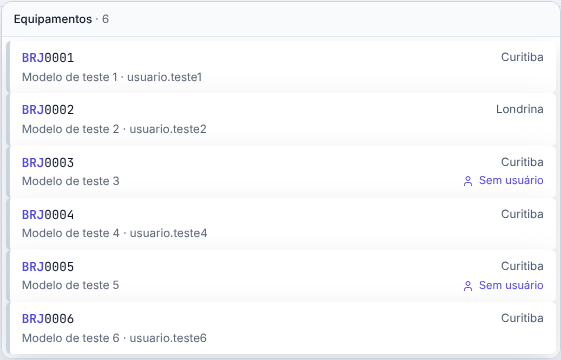 Equipamentos · 6
BRJ0001 Curitiba
Modelo de teste 1 · usuario.teste1
BRJ0002 Londrina
Modelo de teste 2 · usuario.teste2
BRJ0003 Curitiba
Modelo de teste 3 Sem usuário
BRJ0004 Curitiba
Modelo de teste 4 · usuario.teste4
BRJ0005 Curitiba
Modelo de teste 5 Sem usuário
BRJ0006 Curitiba
Modelo de teste 6 · usuario.teste6